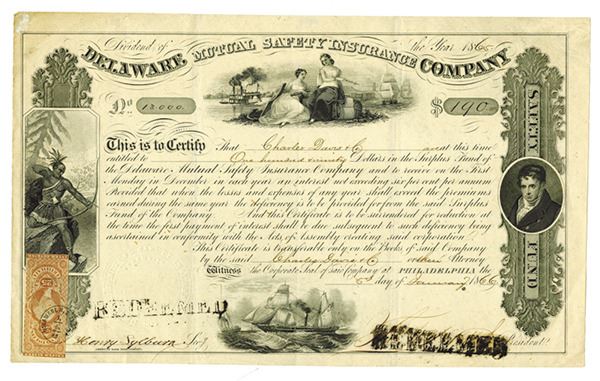 Dividend of the Year 1865
DELAWARE MUTUAL SAFETY INSURANCE COMPANY
No. 13.000. $190
This is to Certify That Charles Davis & Co are at this time
entitled to One hundred & ninety Dollars in the Surplus Fund of
the Delaware Mutual Safety Insurance Company and to receive on the First
Monday in December in each year an interest not exceeding six per cent per annum
Provided that when the losses and expenses in any year shall exceed the premiums
earned during the same year the deficiency is to be provided for from the said Surplus
Fund of the Company. And this Certificate is to be surrendered for reduction at
the time the first payment of interest shall be due subsequent to such deficiency being
ascertained in conformity with the Acts of Assembly creating said corporation.
This Certificate is transferable only on the Books of said Company
by the said Charles Davis & Co or their Attorney
Witness the Corporate Seal of said Company at PHILADELPHIA the
6th day of January 1866
SAFETY
FUND
25
REDEEMED
Henry Sylburn Secy.
REDEEMED
President